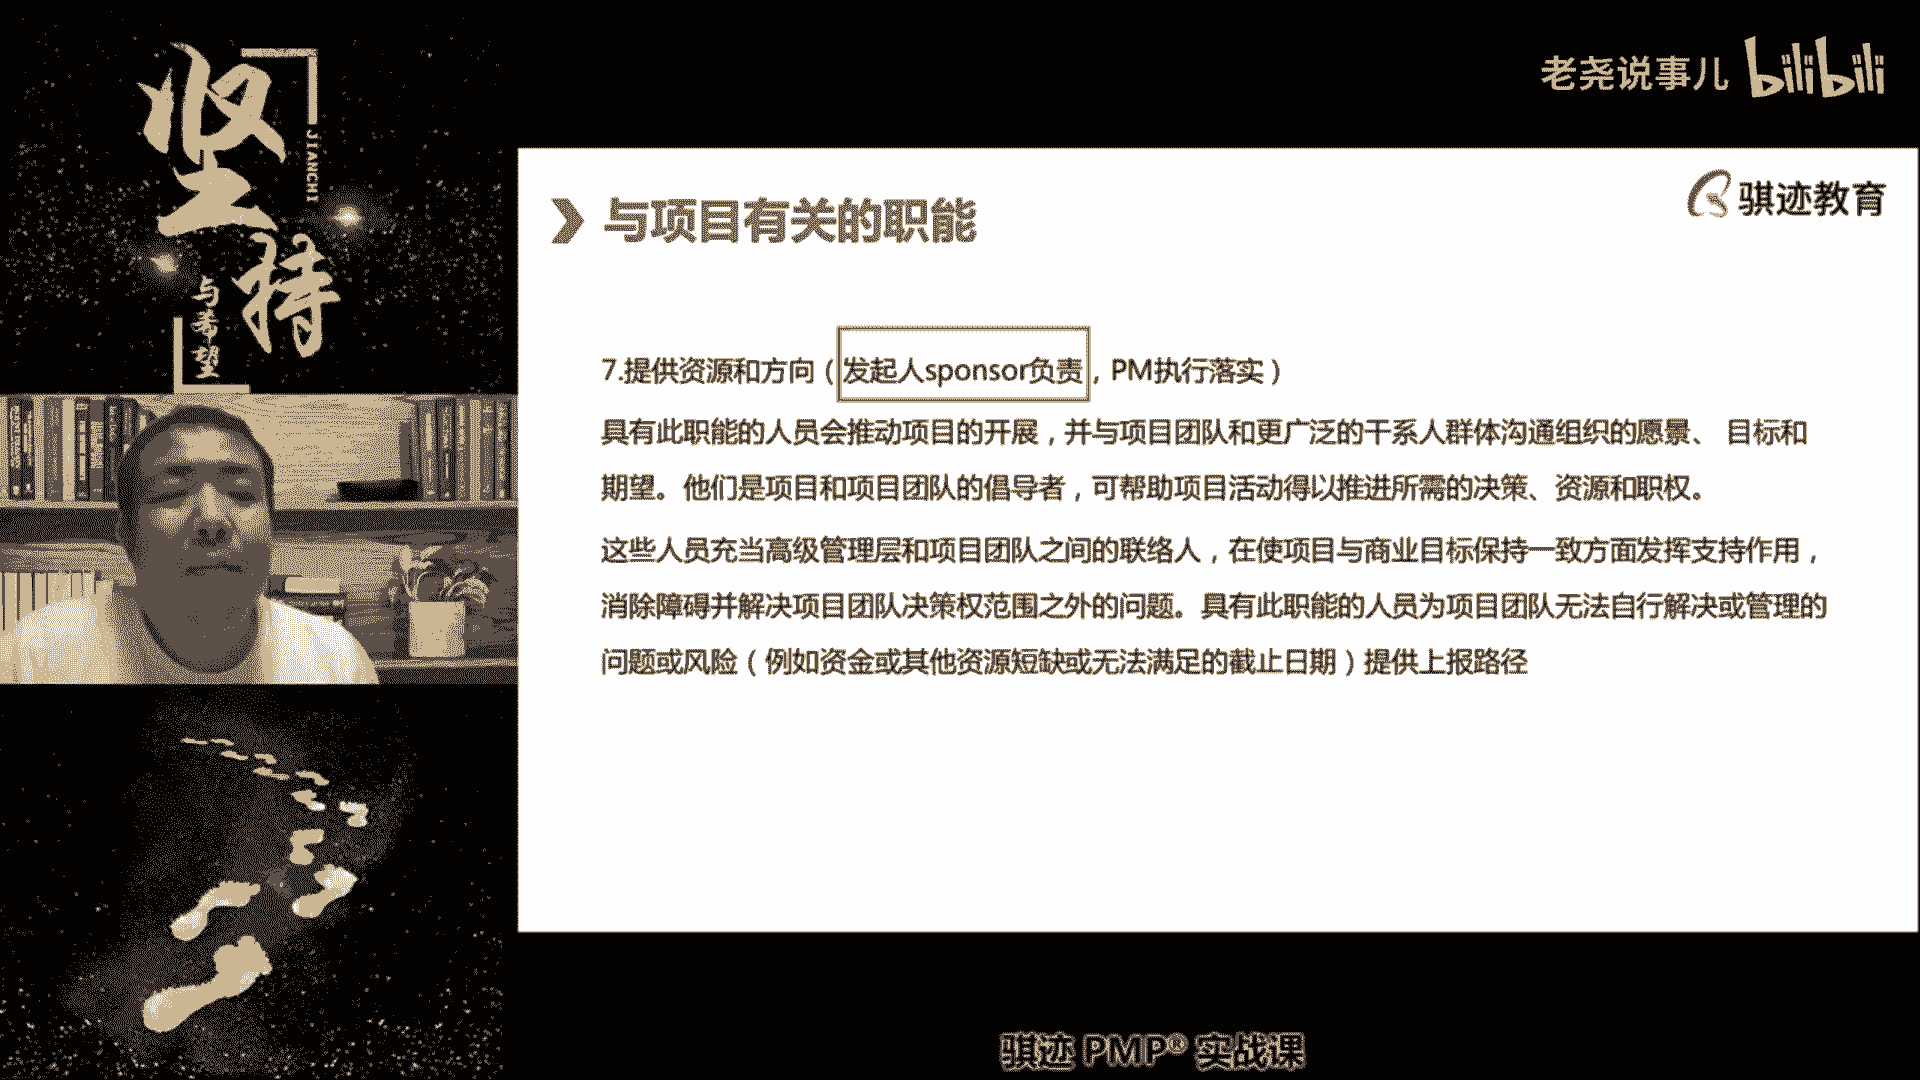 坚持
JIANCHI
与希望
老尧说事儿 bilibili
骐迹教育
与项目有关的职能
7.提供资源和方向（发起人sponsor负责，PM执行落实）
具有此职能的人员会推动项目的开展，并与项目团队和更广泛的干系人群体沟通组织的愿景、 目标和
期望。他们是项目和项目团队的倡导者，可帮助项目活动得以推进所需的决策、资源和职权。
这些人员充当高级管理层和项目团队之间的联络人，在使项目与商业目标保持一致方面发挥支持作用，
消除障碍并解决项目团队决策权范围之外的问题。具有此职能的人员为项目团队无法自行解决或管理的
问题或风险（例如资金或其他资源短缺或无法满足的截止日期）提供上报路径
骐迹 PMP® 实战课